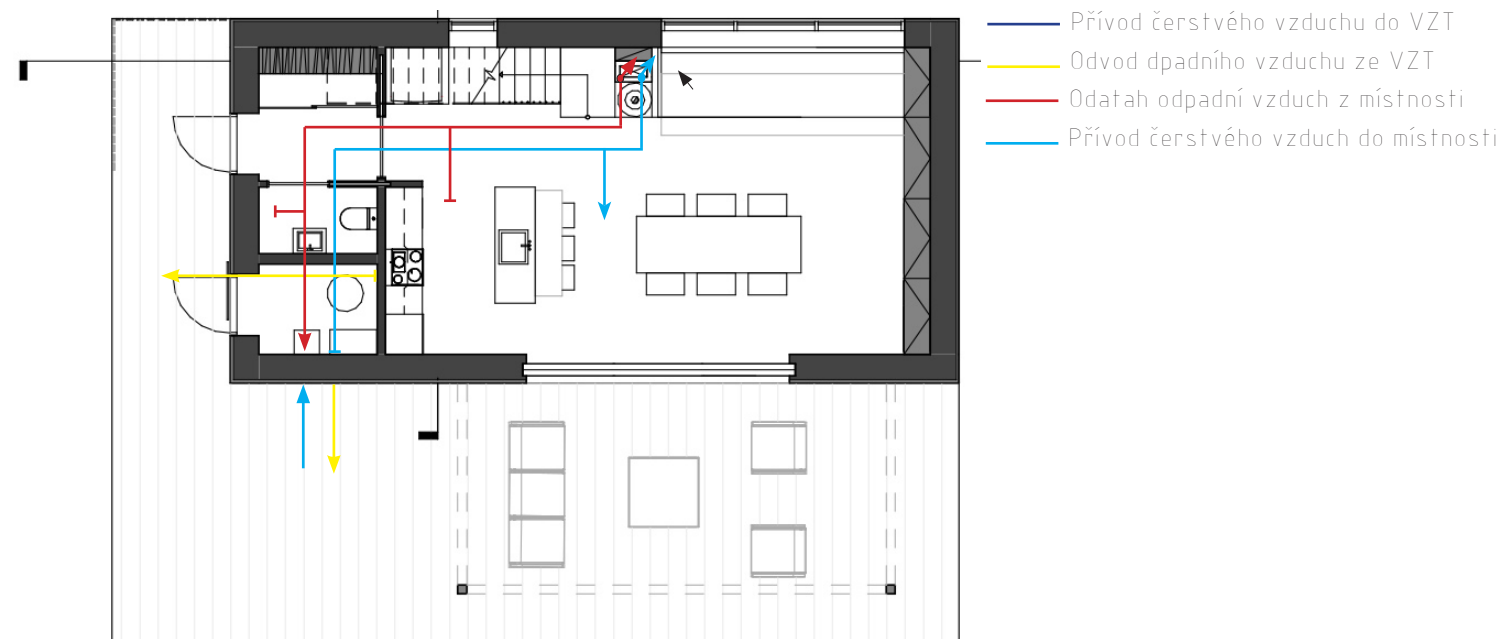 Přívod čerstvého vzduchu do VZT
Odvod dpadního vzduchu ze VZT
Odatah odpadní vzduch z místnosti
Přívod čerstvého vzduch do místnosti